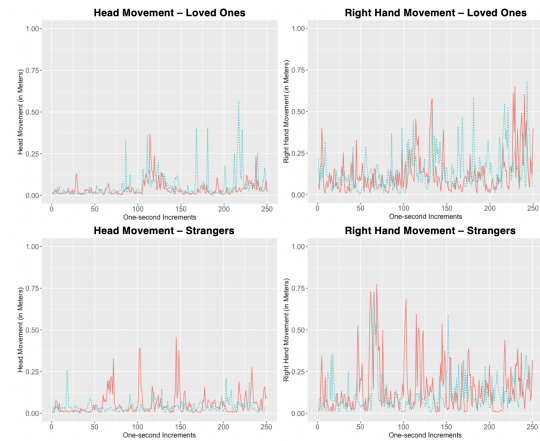 Head Movement – Loved Ones
1.00
0.75
0.50
0.25
0.00
Head Movement (in Meters)
0 50 100 150 200 250
One-second Increments
Right Hand Movement – Loved Ones
1.00
0.75
0.50
0.25
0.00
Right Hand Movement (in Meters)
0 50 100 150 200 250
One-second Increments
Head Movement – Strangers
1.00
0.75
0.50
0.25
0.00
Head Movement (in Meters)
0 50 100 150 200 250
One-second Increments
Right Hand Movement – Strangers
1.00
0.75
0.50
0.25
0.00
Right Hand Movement (in Meters)
0 50 100 150 200 250
One-second Increments